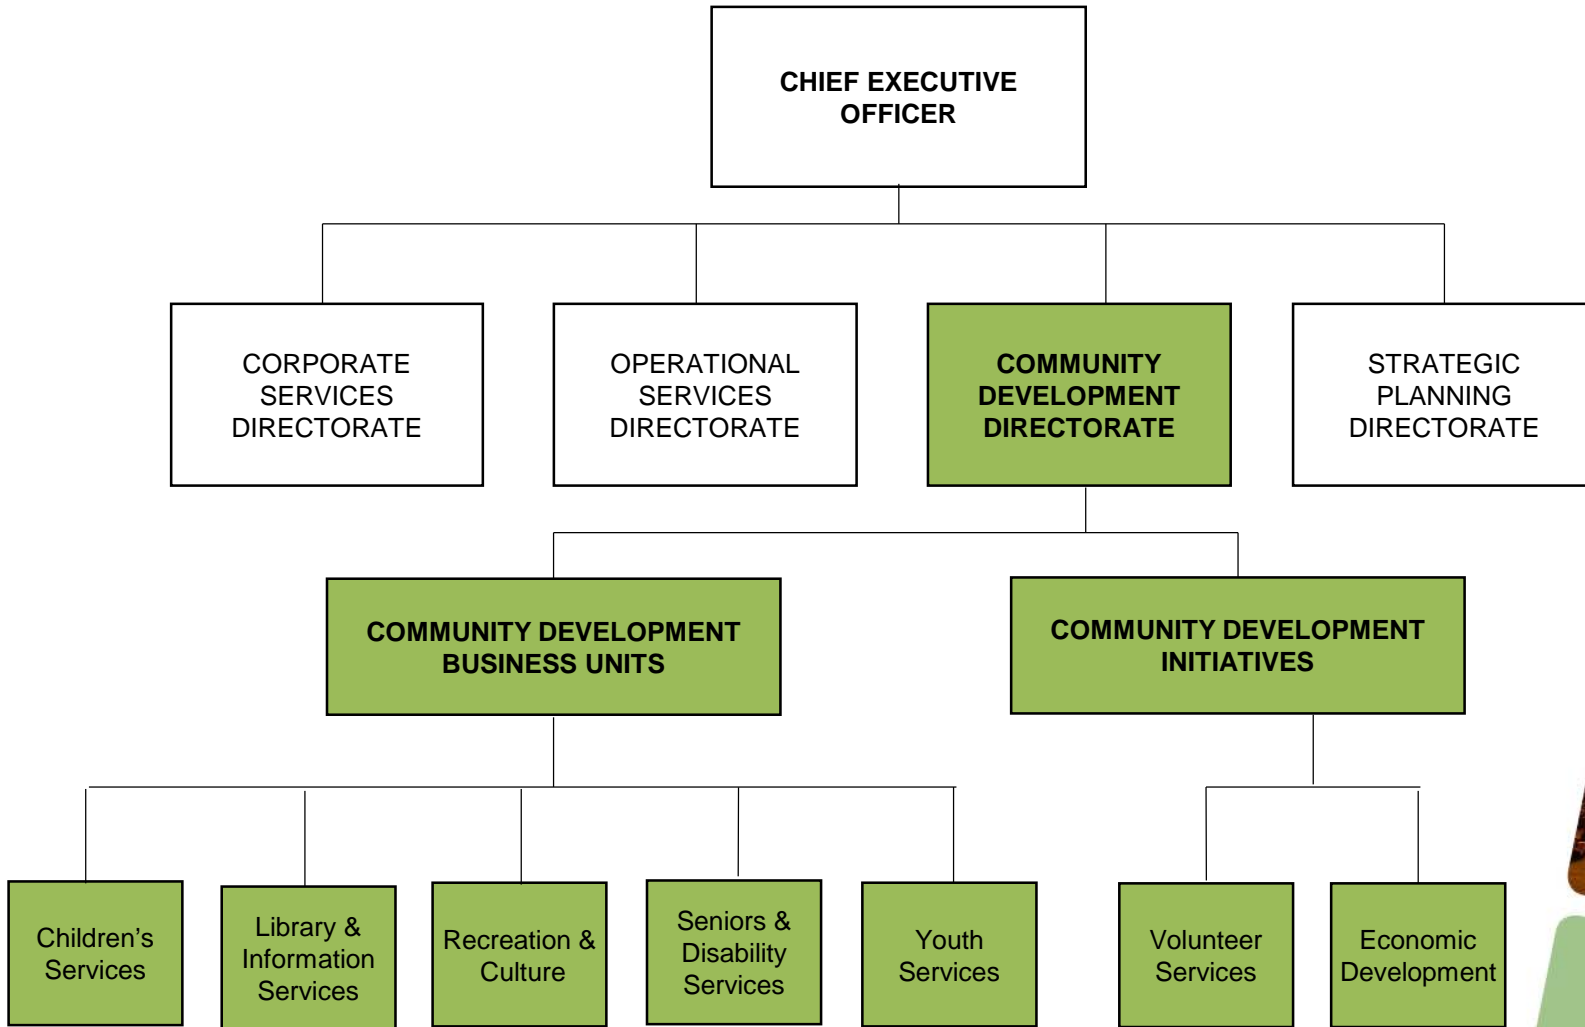 CHIEF EXECUTIVE
OFFICER
CORPORATE
SERVICES
DIRECTORATE
OPERATIONAL
SERVICES
DIRECTORATE
COMMUNITY
DEVELOPMENT
DIRECTORATE
STRATEGIC
PLANNING
DIRECTORATE
COMMUNITY DEVELOPMENT
BUSINESS UNITS
COMMUNITY DEVELOPMENT
INITIATIVES
Children’s
Services
Library &
Information
Services
Recreation &
Culture
Seniors &
Disability
Services
Youth
Services
Volunteer
Services
Economic
Development